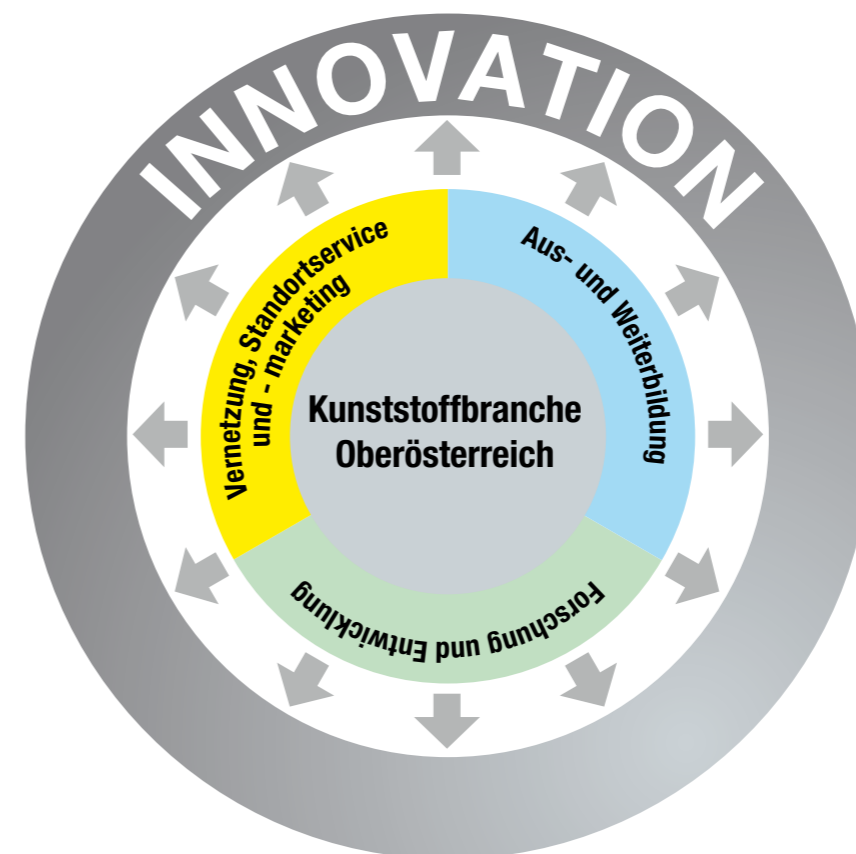 INNOVATION
Vernetzung, Standortservice
und - marketing
Aus- und Weiterbildung
Kunststoffbranche
Oberösterreich
Forschung und Entwicklung